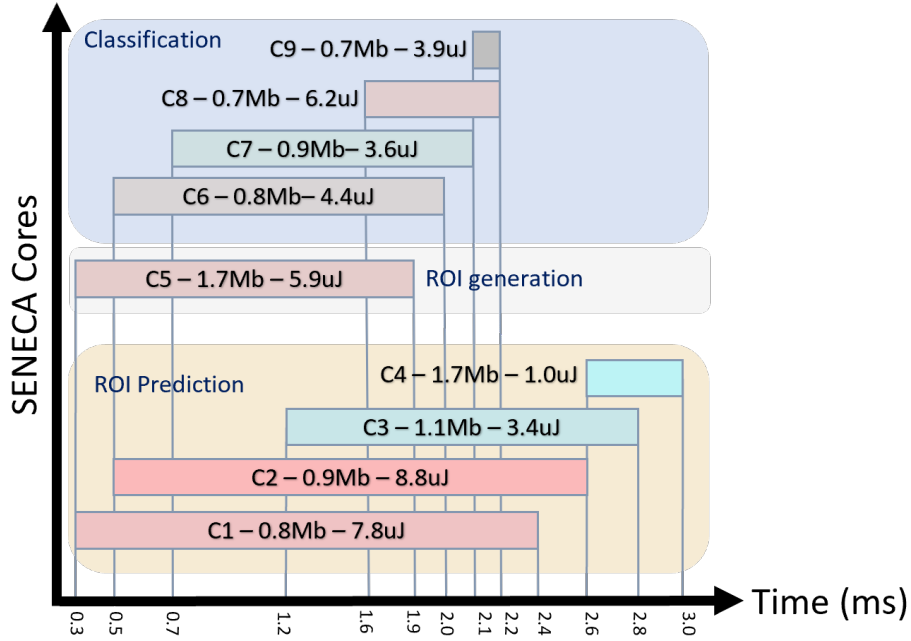 Classification
C9 – 0.7Mb – 3.9uJ
C8 – 0.7Mb – 6.2uJ
C7 – 0.9Mb– 3.6uJ
C6 – 0.8Mb– 4.4uJ
C5 – 1.7Mb – 5.9uJ
ROI generation
C4 – 1.7Mb – 1.0uJ
ROI Prediction
C3 – 1.1Mb – 3.4uJ
C2 – 0.9Mb – 8.8uJ
C1 – 0.8Mb – 7.8uJ
SENECA Cores
0.3 0.5 0.7 1.2 1.6 1.9 2.0 2.1 2.2 2.4 2.6 2.8 3.0
Time (ms)